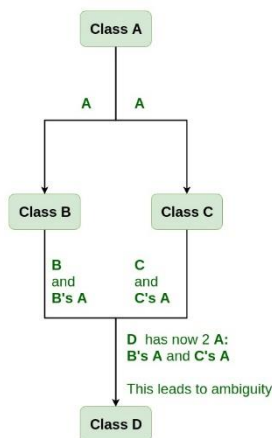 Class A
A A
Class B Class C
B C
and and
B's A C's A
D has now 2 A:
B's A and C's A
This leads to ambiguity
Class D